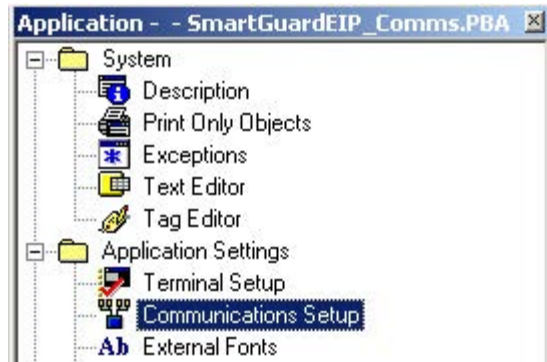 Application - - SmartGuardEIP_Comms.PBA
System
Description
Print Only Objects
Exceptions
Text Editor
Tag Editor
Application Settings
Terminal Setup
Communications Setup
Ab External Fonts